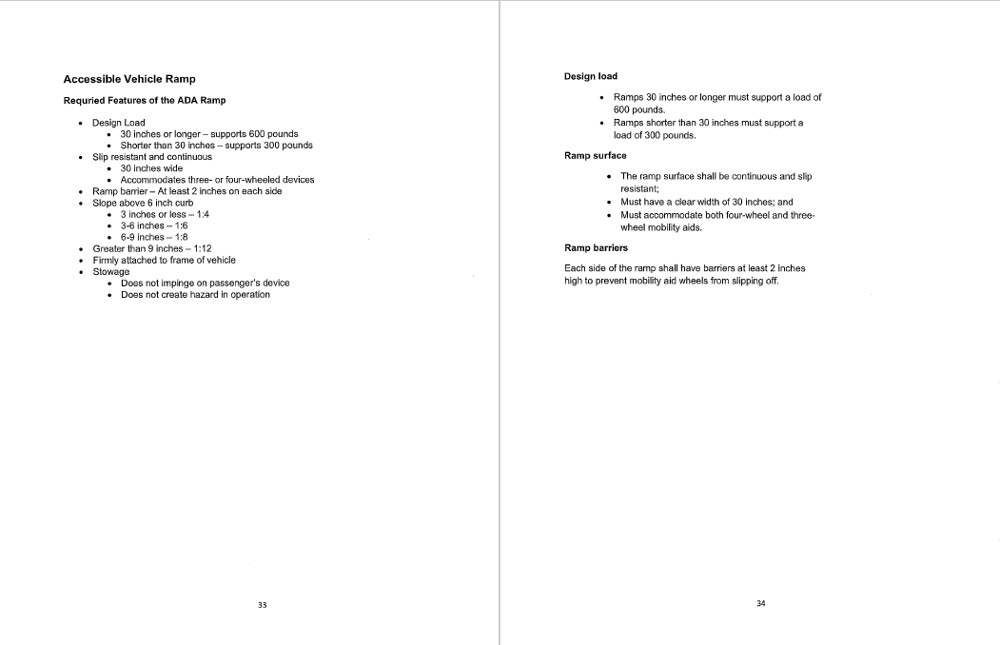 Accessible Vehicle Ramp
Requried Features of the ADA Ramp
• Design Load
• 30 inches or longer – supports 600 pounds
• Shorter than 30 inches – supports 300 pounds
• Slip resistant and continuous
• 30 inches wide
• Accommodates three- or four-wheeled devices
• Ramp barrier – At least 2 inches on each side
• Slope above 6 inch curb
• 3 inches or less – 1:4
• 3-6 inches – 1:6
• 6-9 inches – 1:8
• Greater than 9 inches – 1:12
• Firmly attached to frame of vehicle
• Stowage
• Does not impinge on passenger's device
• Does not create hazard in operation
33
Design load
• Ramps 30 inches or longer must support a load of
600 pounds.
• Ramps shorter than 30 inches must support a
load of 300 pounds.
Ramp surface
• The ramp surface shall be continuous and slip
resistant;
• Must have a clear width of 30 inches; and
• Must accommodate both four-wheel and three-
wheel mobility aids.
Ramp barriers
Each side of the ramp shall have barriers at least 2 inches
high to prevent mobility aid wheels from slipping off.
34